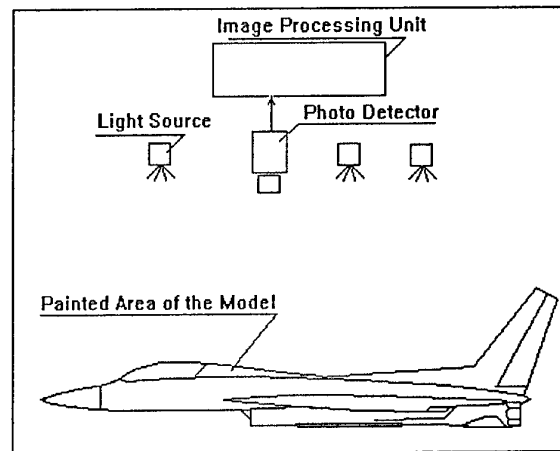 Image Processing Unit
Light Source
Photo Detector
Painted Area of the Model